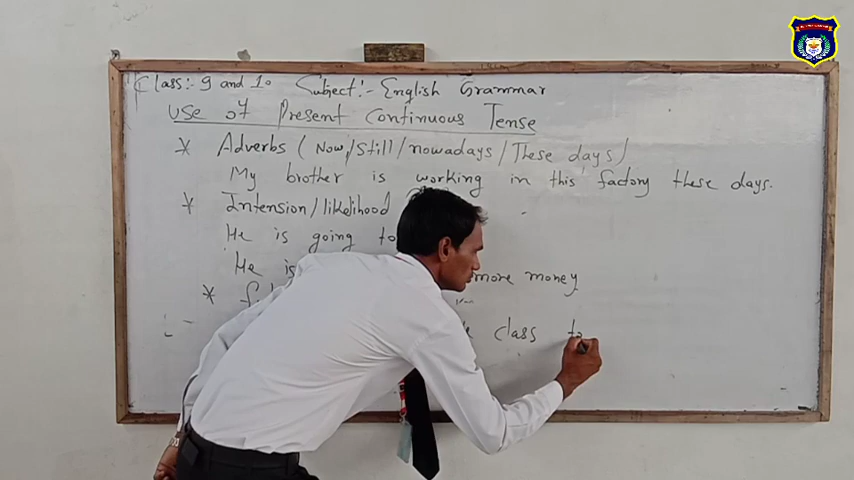 Class:- 9 and 10 Subject:- English Grammar
Use of Present Continuous Tense
* Adverbs (Now/Still/nowadays/These days)
My brother is working in this factory these days.
* Intension/likelihood
He is going to
He is more money
*
class to